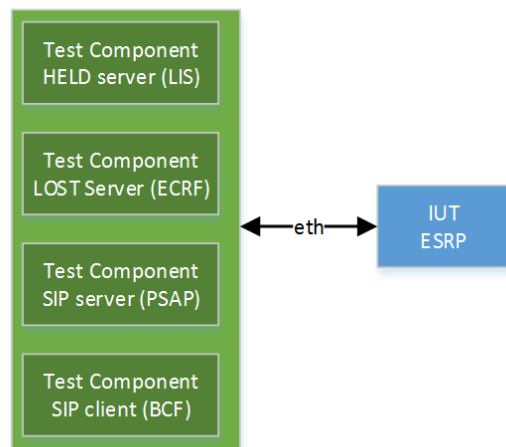 Test Component
HELD server (LIS)
Test Component
LOST Server (ECRF)
Test Component
SIP server (PSAP)
Test Component
SIP client (BCF)
eth
IUT
ESRP